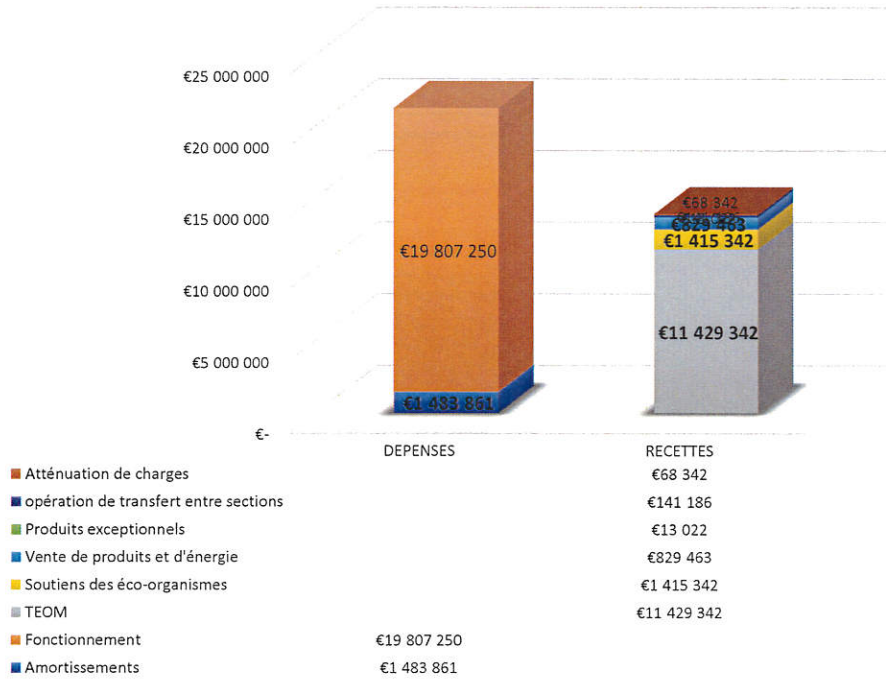 €25 000 000
€20 000 000
€15 000 000
€10 000 000
€5 000 000
€-
€19 807 250
€1 483 861
€68 342
€829 463
€1 415 342
€11 429 342
DEPENSES RECETTES
Atténuation de charges €68 342
opération de transfert entre sections €141 186
Produits exceptionnels €13 022
Vente de produits et d'énergie €829 463
Soutiens des éco-organismes €1 415 342
TEOM €11 429 342
Fonctionnement €19 807 250
Amortissements €1 483 861